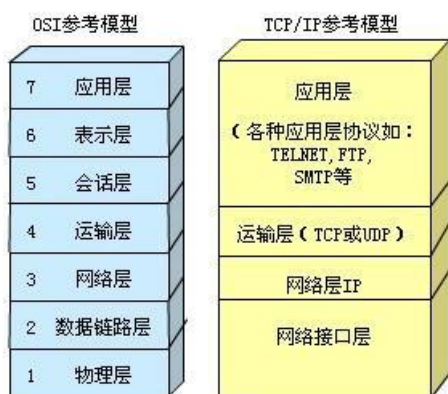 OSI参考模型
7 应用层
6 表示层
5 会话层
4 运输层
3 网络层
2 数据链路层
1 物理层
TCP/IP参考模型
应用层
(各种应用层协议如:
TELNET, FTP,
SMTP等
运输层(TCP或UDP)
网络层IP
网络接口层